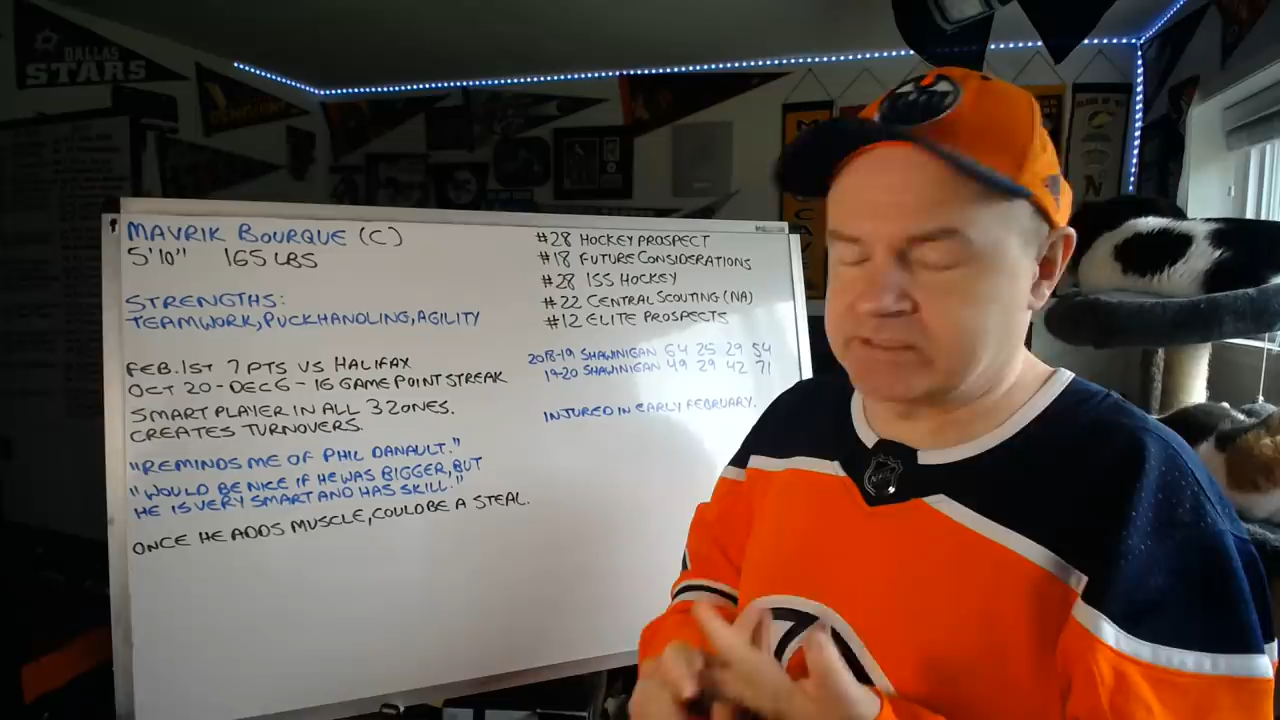 DALLAS
STARS
MAVRIK BOURQUE (C)
5'10" 165 LBS
STRENGTHS:
TEAMWORK, PUCKHANDLING, AGILITY
FEB. 1ST 7 PTS VS HALIFAX
OCT 20 - DEC 6 - 16 GAME POINT STREAK
SMART PLAYER IN ALL 3 ZONES.
CREATES TURNOVERS.
"REMINDS ME OF PHIL DANAULT."
"WOULD BE NICE IF HE WAS BIGGER, BUT
HE IS VERY SMART AND HAS SKILL."
ONCE HE ADDS MUSCLE, COULD BE A STEAL.
#28 HOCKEY PROSPECT
#18 FUTURE CONSIDERATIONS
#28 ISS HOCKEY
#22 CENTRAL SCOUTING (NA)
#12 ELITE PROSPECTS
2018-19 SHAWINIGAN 64 25 29 54
19-20 SHAWINIGAN 49 29 42 71
INJURED IN EARLY FEBRUARY.
NHL